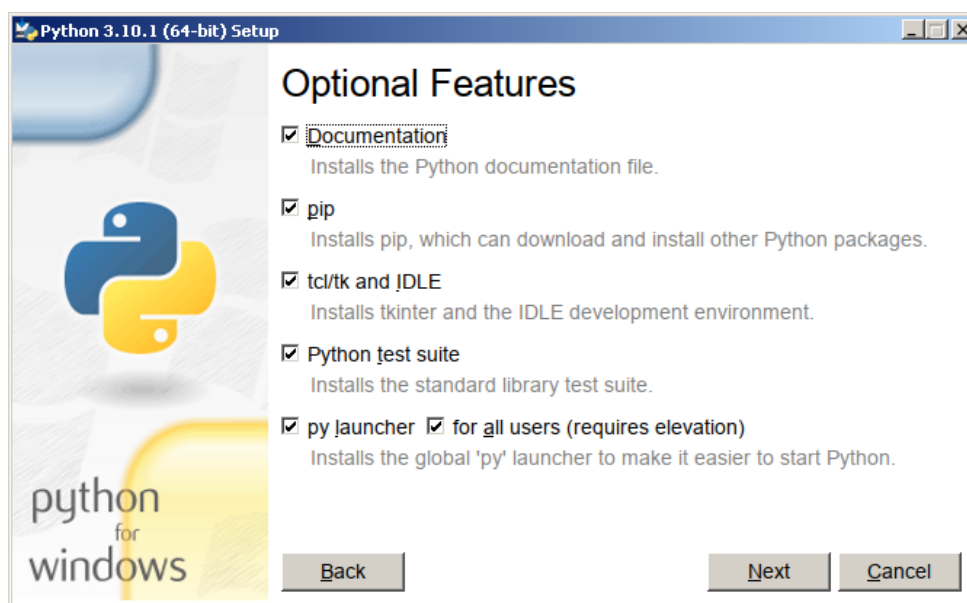 Python 3.10.1 (64-bit) Setup
Optional Features
Documentation
Installs the Python documentation file.
pip
Installs pip, which can download and install other Python packages.
tcl/tk and IDLE
Installs tkinter and the IDLE development environment.
Python test suite
Installs the standard library test suite.
py launcher for all users (requires elevation)
Installs the global 'py' launcher to make it easier to start Python.
python
for
windows
Back Next Cancel